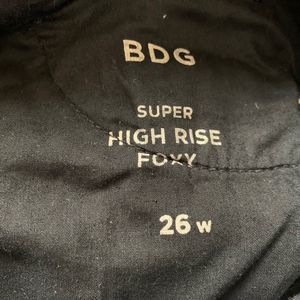 BDG
SUPER
HIGH RISE
FOXY
26 W